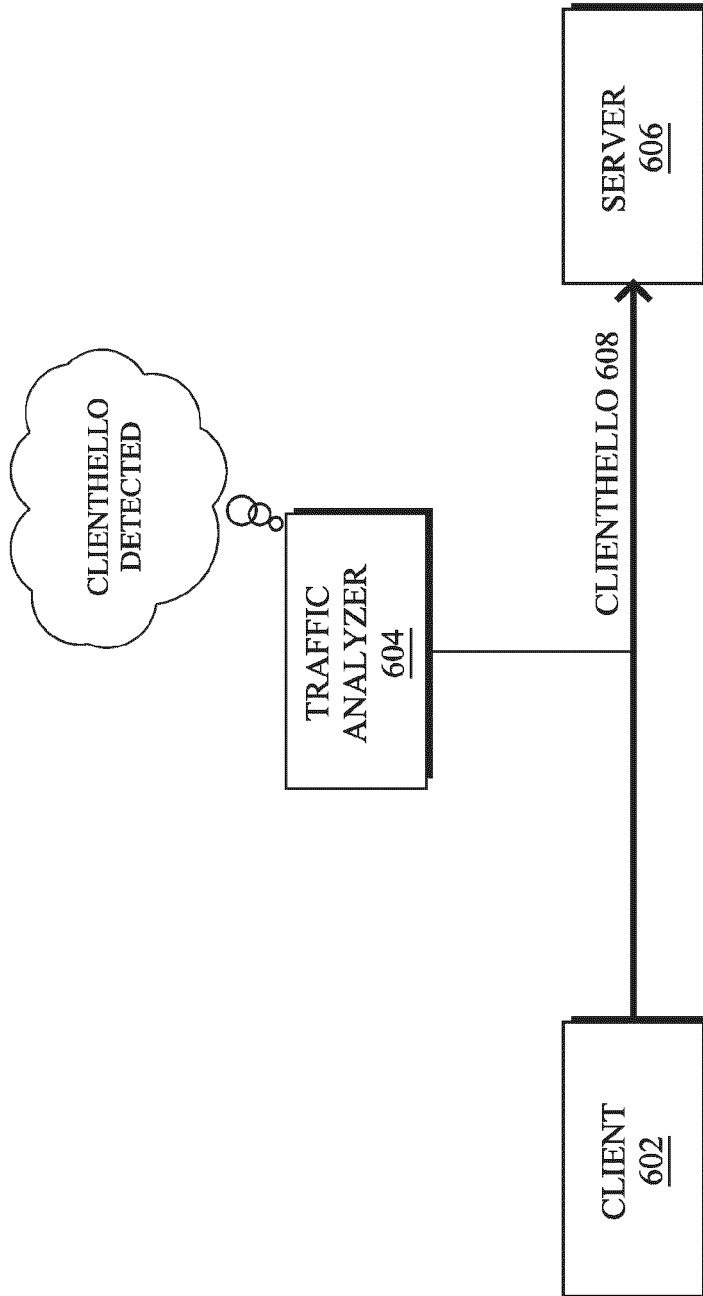 CLIENTHELLO
DETECTED
TRAFFIC
ANALYZER
604
CLIENT
602
CLIENTHELLO 608
SERVER
606